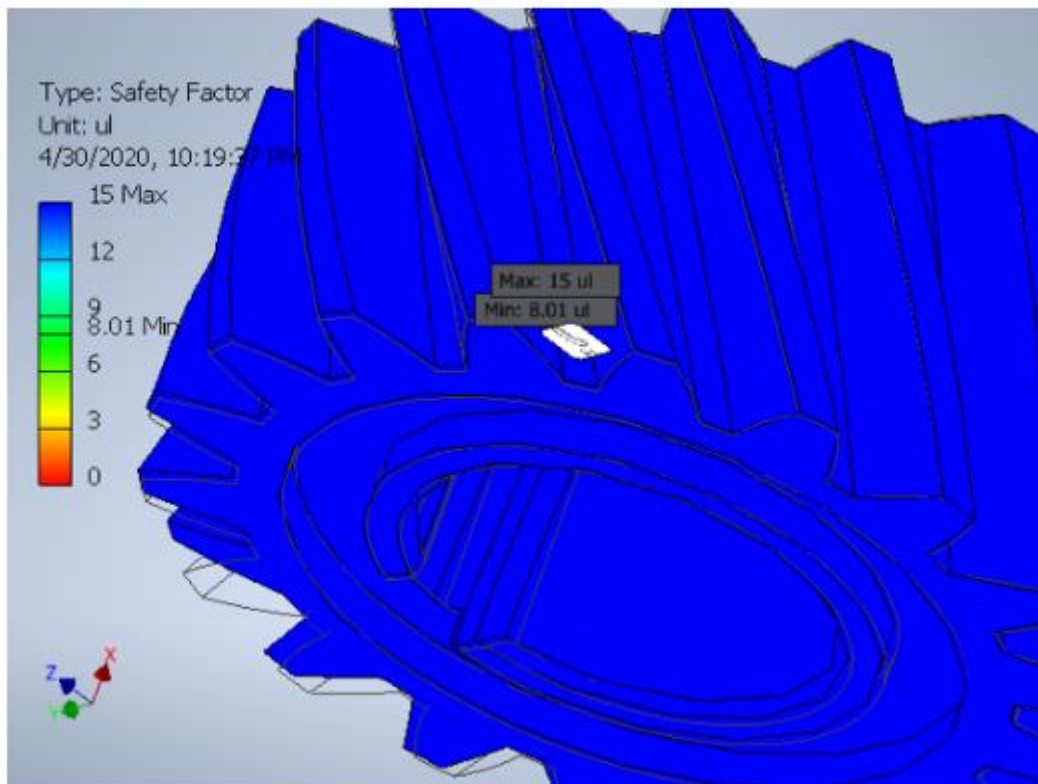 Type: Safety Factor
Unit: ul
4/30/2020, 10:19:37 PM
15 Max
12
9
8.01 Min
6
3
0
Max: 15 ul
Min: 8.01 ul
Z
X
Y